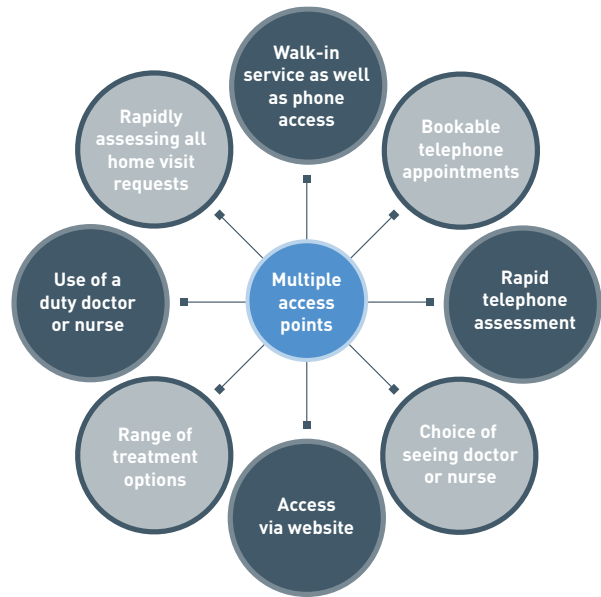 Walk-in
service as well
as phone
access
Bookable
telephone
appointments
Rapid
telephone
assessment
Choice of
seeing doctor
or nurse
Access
via website
Range of
treatment
options
Use of a
duty doctor
or nurse
Rapidly
assessing all
home visit
requests
Multiple
access
points